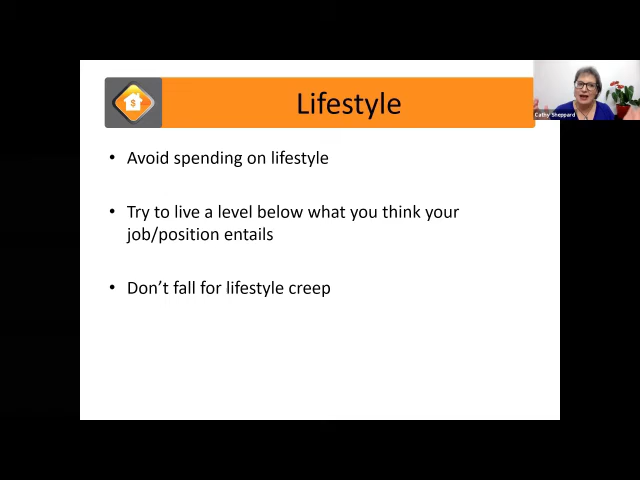 Lifestyle
$
Cathy Sheppard
• Avoid spending on lifestyle
• Try to live a level below what you think your
job/position entails
• Don't fall for lifestyle creep